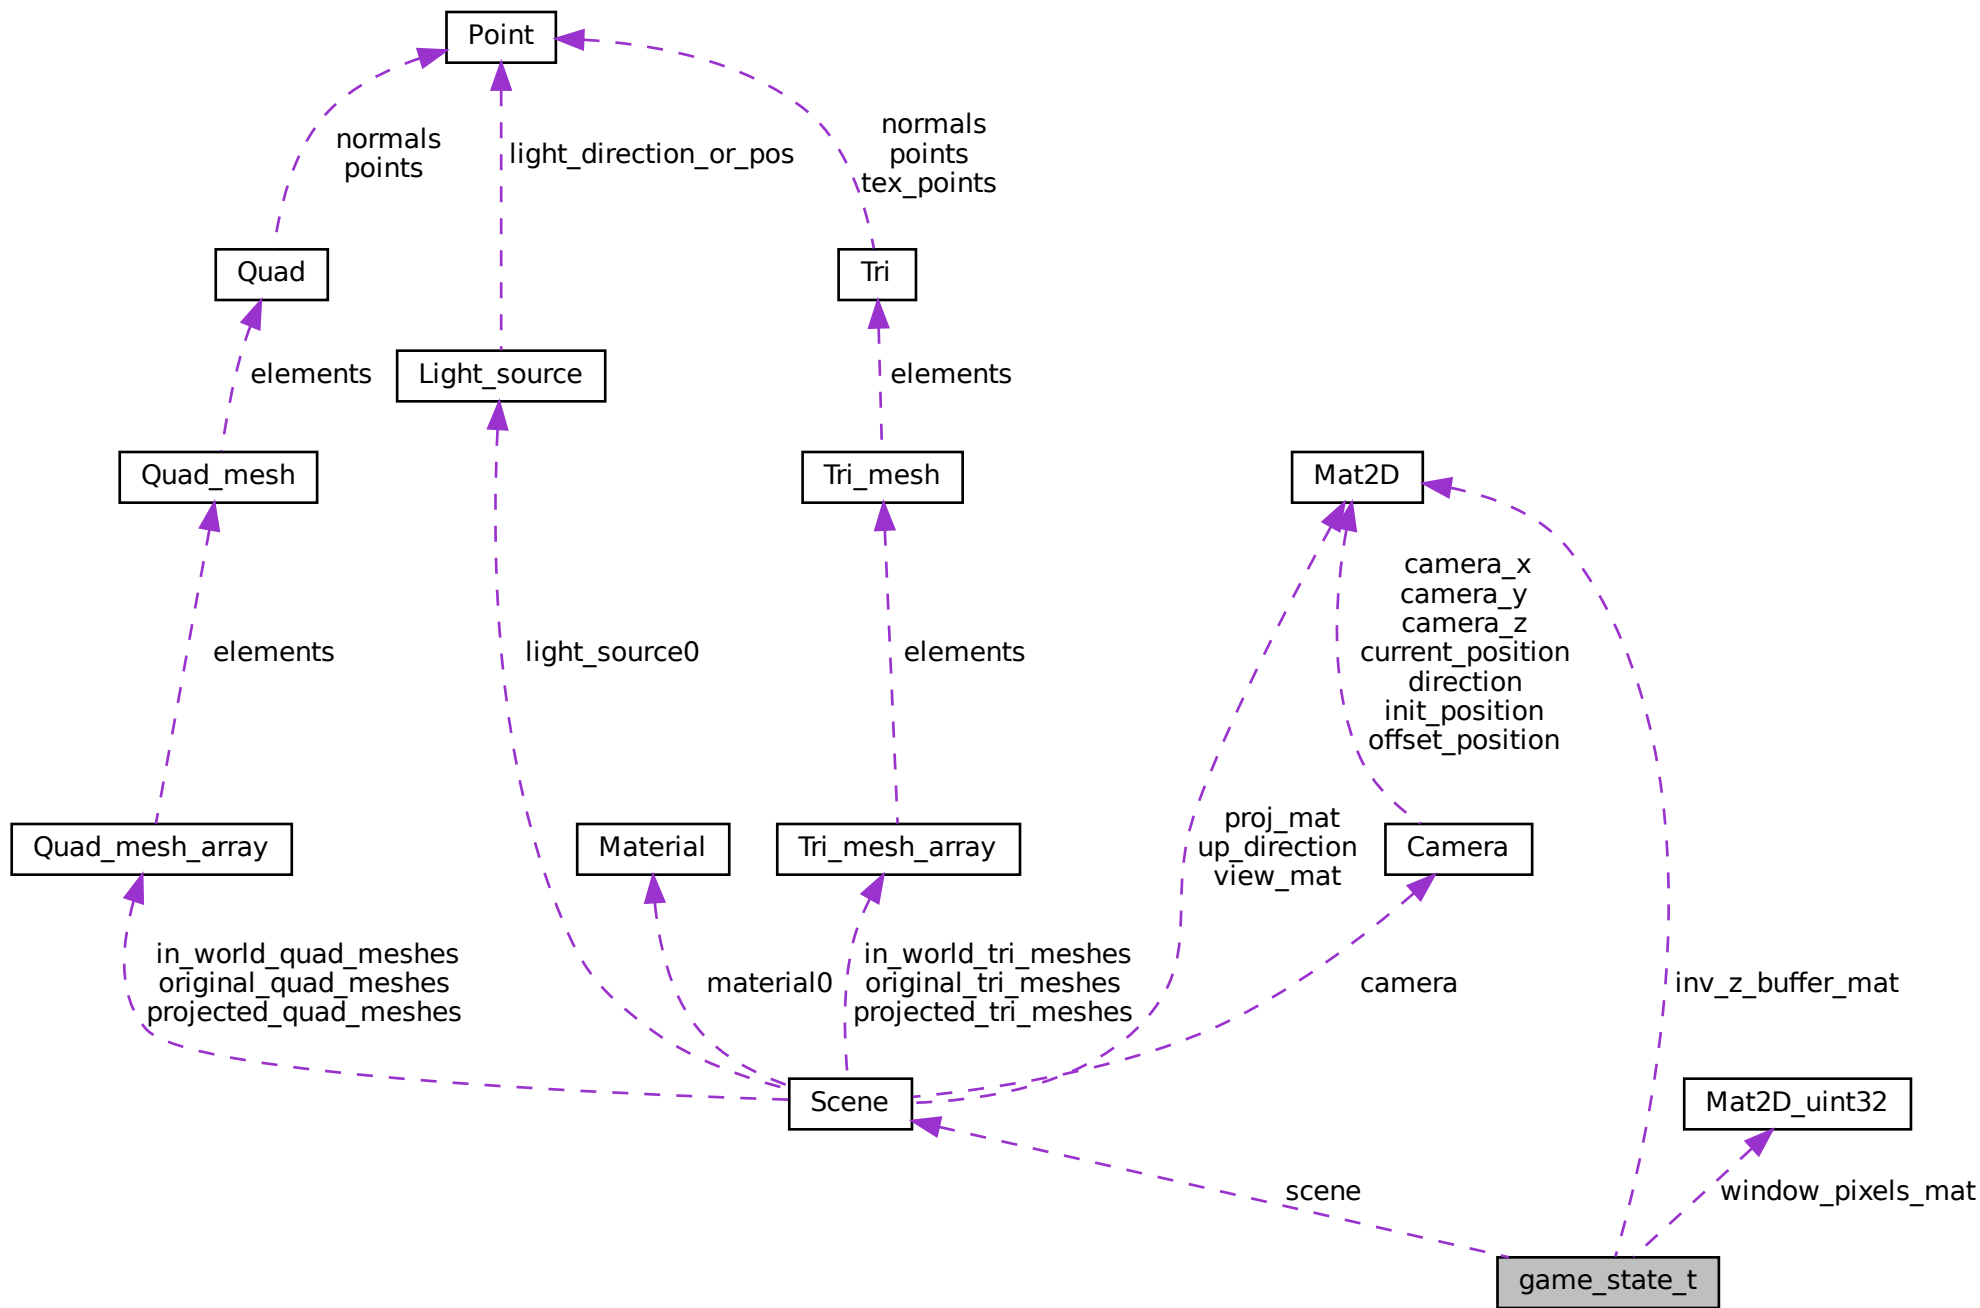 Point
normals
points
light_direction_or_pos
normals
points
tex_points
Quad
Tri
elements
Light_source
elements
Quad_mesh
Tri_mesh
Mat2D
elements
light_source0
elements
camera_x
camera_y
camera_z
current_position
direction
init_position
offset_position
proj_mat
up_direction
view_mat
Quad_mesh_array
Material
Tri_mesh_array
Camera
in_world_quad_meshes
original_quad_meshes
projected_quad_meshes
material0
in_world_tri_meshes
original_tri_meshes
projected_tri_meshes
camera
inv_z_buffer_mat
Scene
Mat2D_uint32
scene
window_pixels_mat
game_state_t